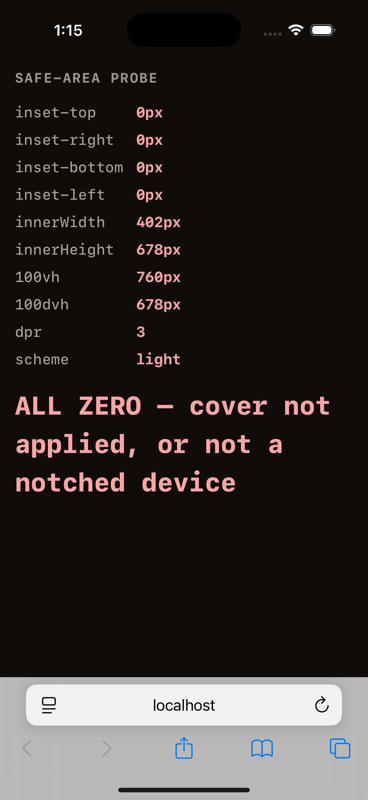 1:15
SAFE-AREA PROBE
inset-top 0px
inset-right 0px
inset-bottom 0px
inset-left 0px
innerWidth 402px
innerHeight 678px
100vh 760px
100dvh 678px
dpr 3
scheme light
ALL ZERO — cover not
applied, or not a
notched device
localhost